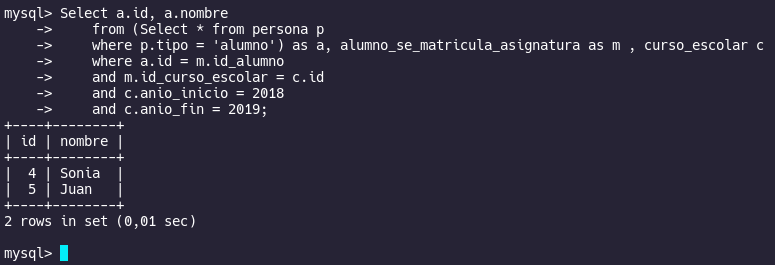 mysql> Select a.id, a.nombre
    ->     from (Select * from persona p
    ->     where p.tipo = 'alumno') as a, alumno_se_matricula_asignatura as m , curso_escolar c
    ->     where a.id = m.id_alumno
    ->     and m.id_curso_escolar = c.id
    ->     and c.anio_inicio = 2018
    ->     and c.anio_fin = 2019;
+----+--------+
| id | nombre |
+----+--------+
|  4 | Sonia  |
|  5 | Juan   |
+----+--------+
2 rows in set (0,01 sec)
mysql>